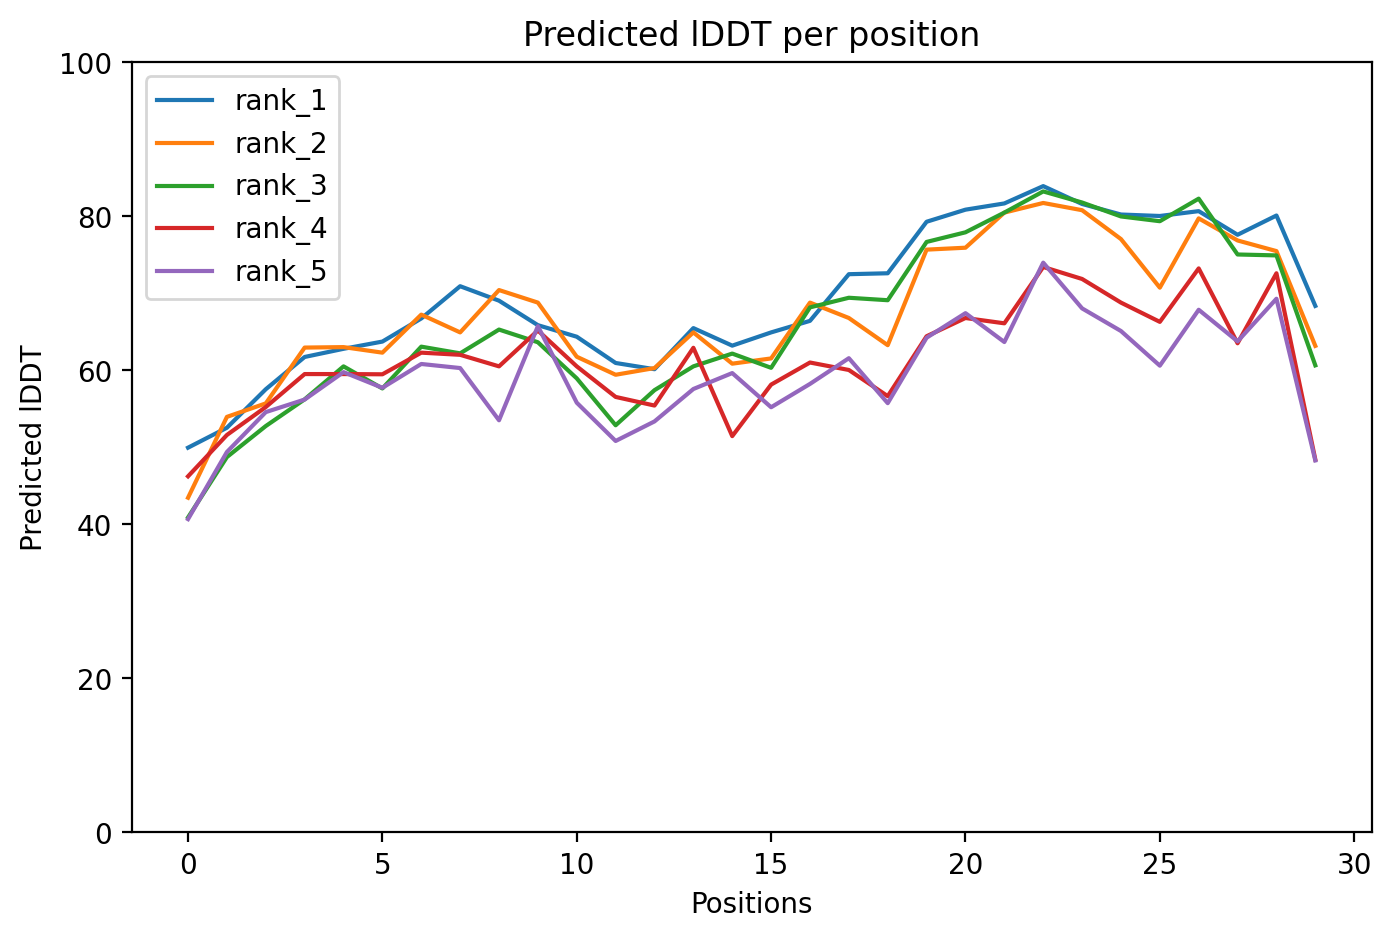 Predicted lDDT per position
100
80
60
40
20
0
Predicted lDDT
rank_1
rank_2
rank_3
rank_4
rank_5
0 5 10 15 20 25 30
Positions